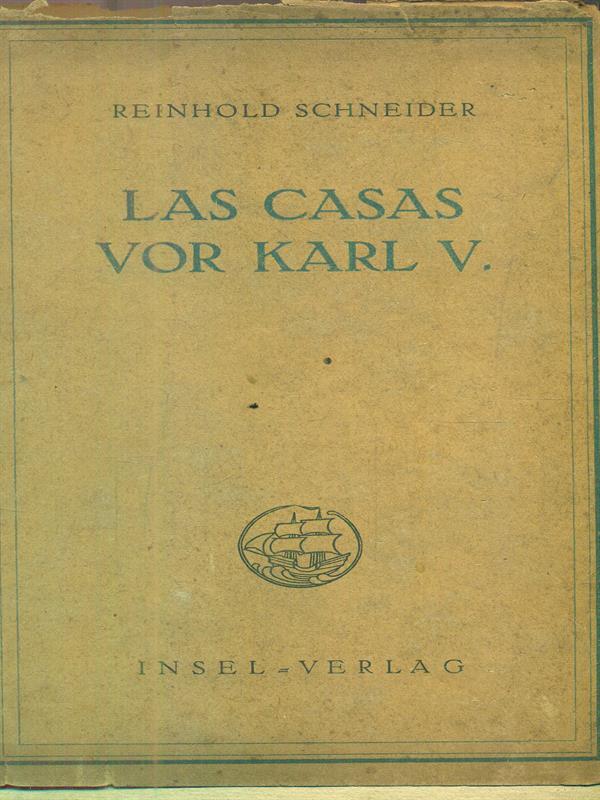 REINHOLD SCHNEIDER
LAS CASAS
VOR KARL V.
INSEL=VERLAG